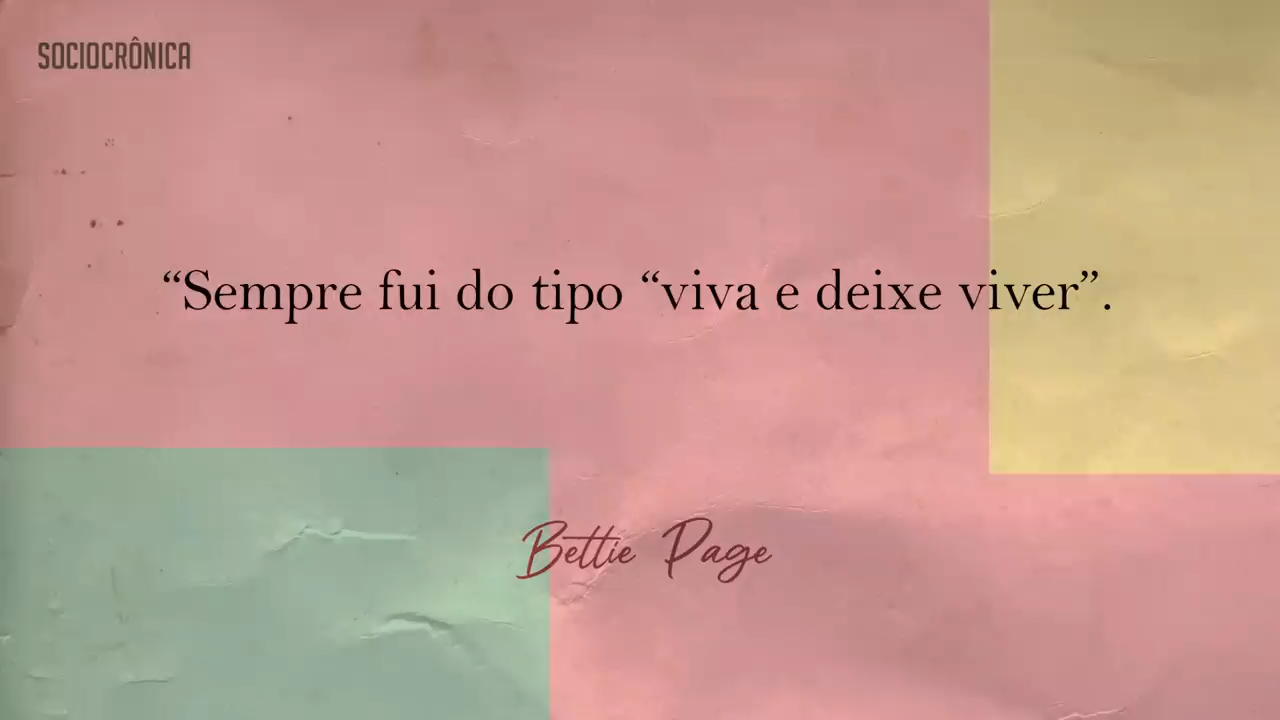 SOCIOCRÔNICA
“Sempre fui do tipo “viva e deixe viver”.
Bettie Page